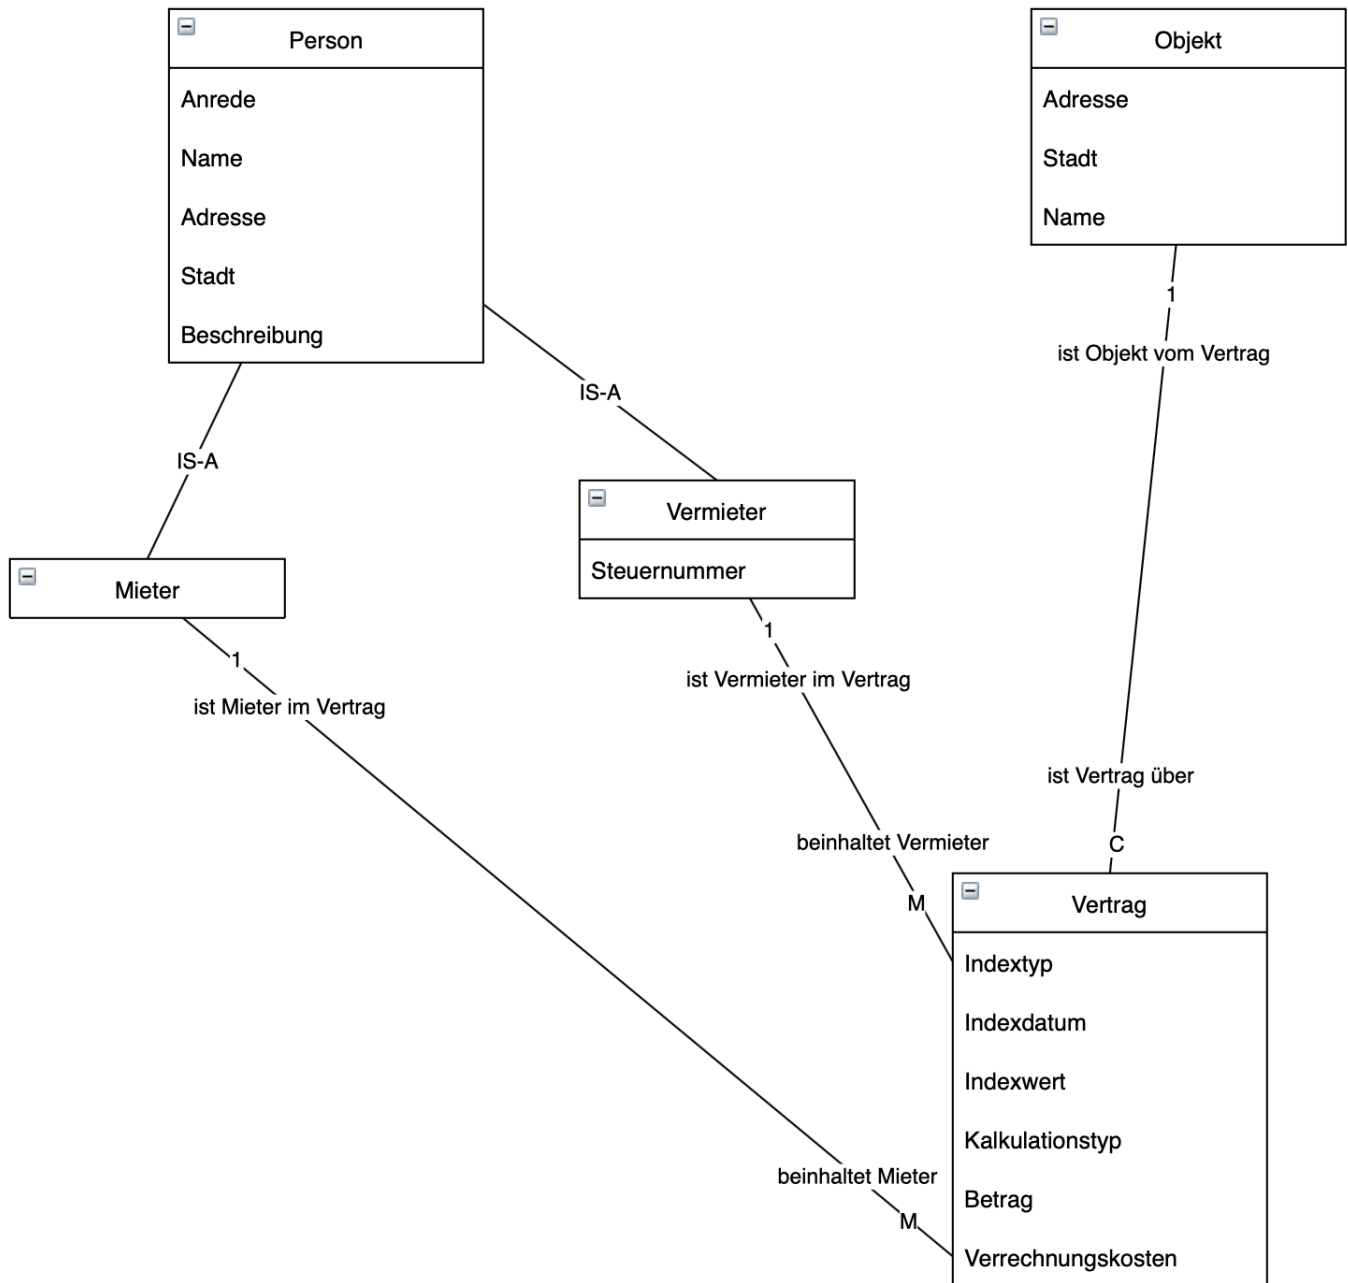 Person
Anrede
Name
Adresse
Stadt
Beschreibung
Objekt
Adresse
Stadt
Name
1
ist Objekt vom Vertrag
IS-A
IS-A
Vermieter
Steuernummer
Mieter
1
ist Vermieter im Vertrag
1
ist Mieter im Vertrag
ist Vertrag über
C
beinhaltet Vermieter
M
Vertrag
Indextyp
Indexdatum
Indexwert
Kalkulationstyp
Betrag
Verrechnungskosten
beinhaltet Mieter
M